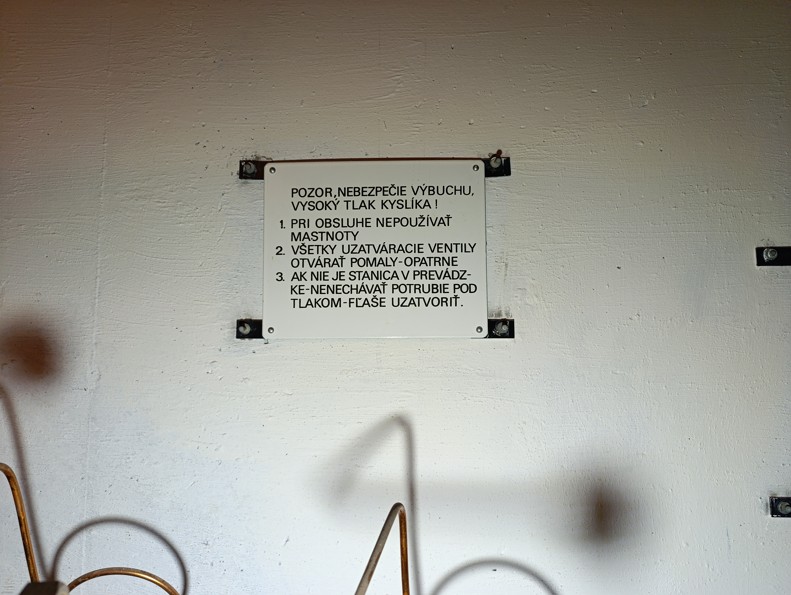 POZOR,NEBEZPEČIE VÝBUCHU,
VYSOKÝ TLAK KYSLÍKA !
1. PRI OBSLUHE NEPOUŽÍVAŤ
MASTNOTY
2. VŠETKY UZATVÁRACIE VENTILY
OTVÁRAŤ POMALY-OPATRNE
3. AK NIE JE STANICA V PREVÁDZ-
KE-NENECHÁVAŤ POTRUBIE POD
TLAKOM-FĽAŠE UZATVORIŤ.